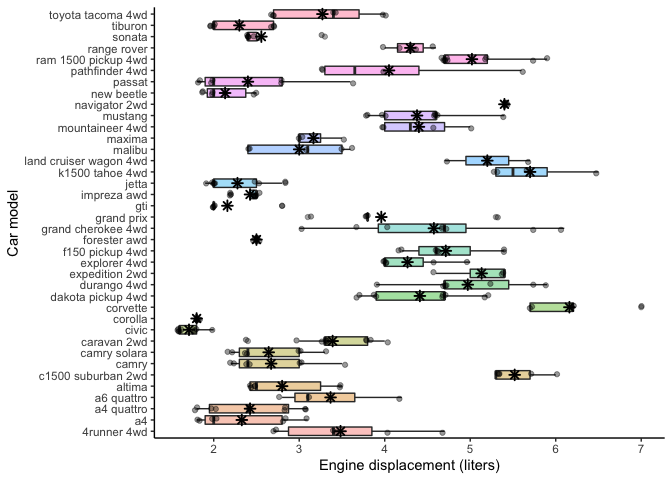 toyota tacoma 4wd
tiburon
sonata
range rover
ram 1500 pickup 4wd
pathfinder 4wd
passat
new beetle
navigator 2wd
mustang
mountaineer 4wd
maxima
malibu
land cruiser wagon 4wd
k1500 tahoe 4wd
jetta
impreza awd
gti
grand prix
grand cherokee 4wd
forester awd
f150 pickup 4wd
explorer 4wd
expedition 2wd
durango 4wd
dakota pickup 4wd
corvette
corolla
civic
caravan 2wd
camry solara
camry
c1500 suburban 2wd
altima
a6 quattro
a4 quattro
a4
4runner 4wd
Car model
2 3 4 5 6 7
Engine displacement (liters)